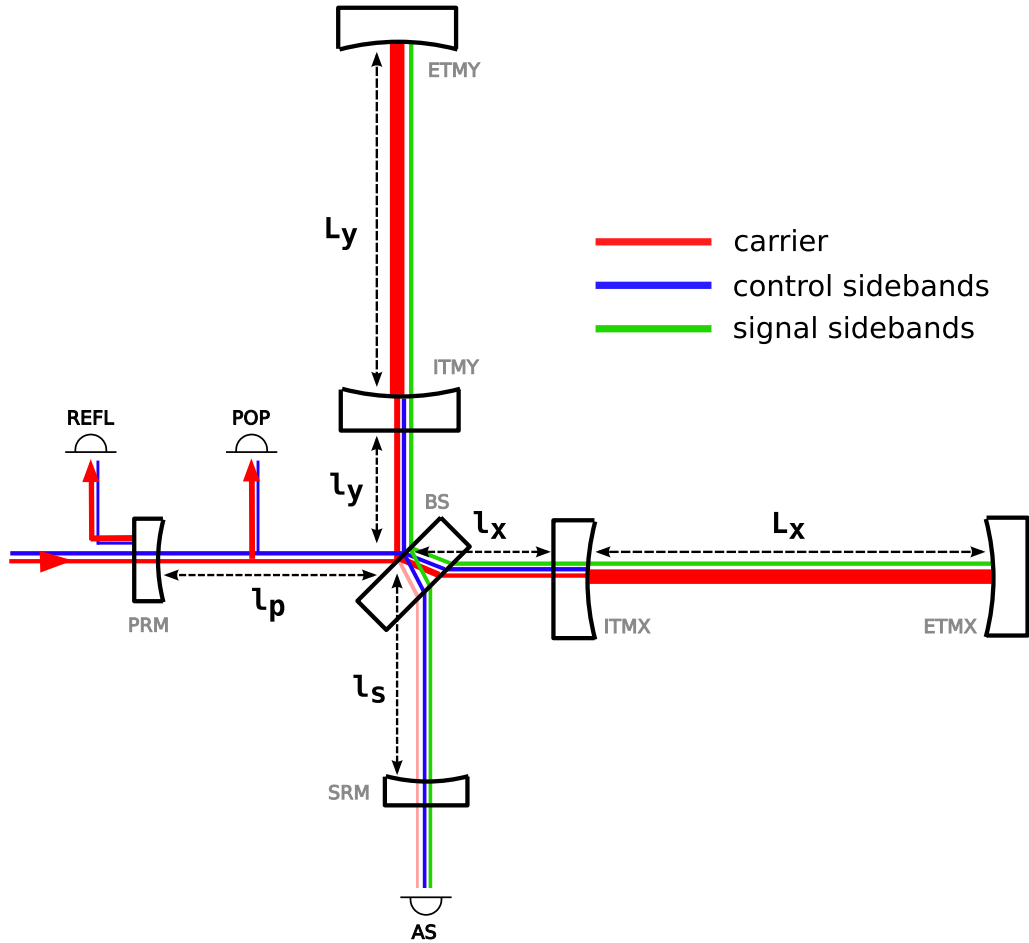 ETMY
Ly
carrier
control sidebands
signal sidebands
ITMY
REFL
POP
ly
BS
lx
Lx
lp
PRM
ITMX
ETMX
ls
SRM
AS